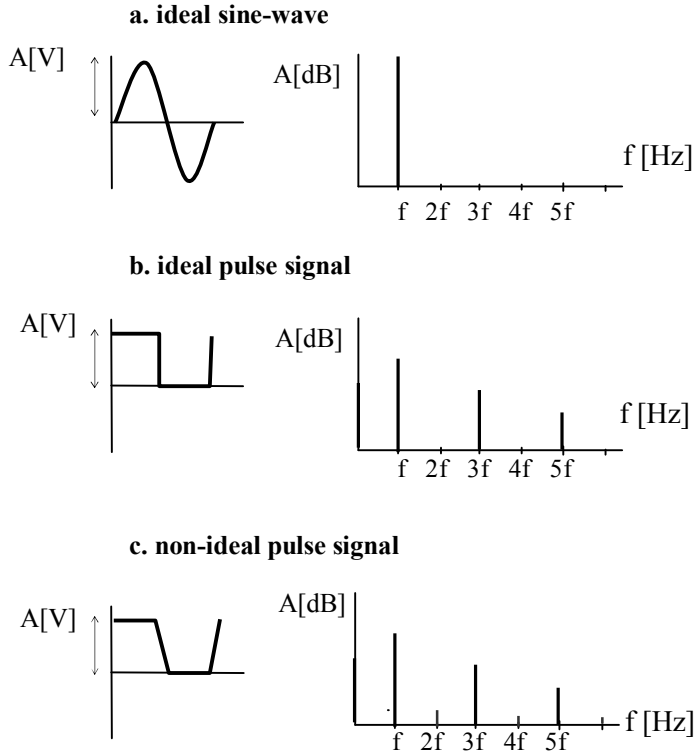 a. ideal sine-wave
A[V]
A[dB]
f [Hz]
f 2f 3f 4f 5f
b. ideal pulse signal
A[V]
A[dB]
f [Hz]
f 2f 3f 4f 5f
c. non-ideal pulse signal
A[V]
A[dB]
f [Hz]
f 2f 3f 4f 5f